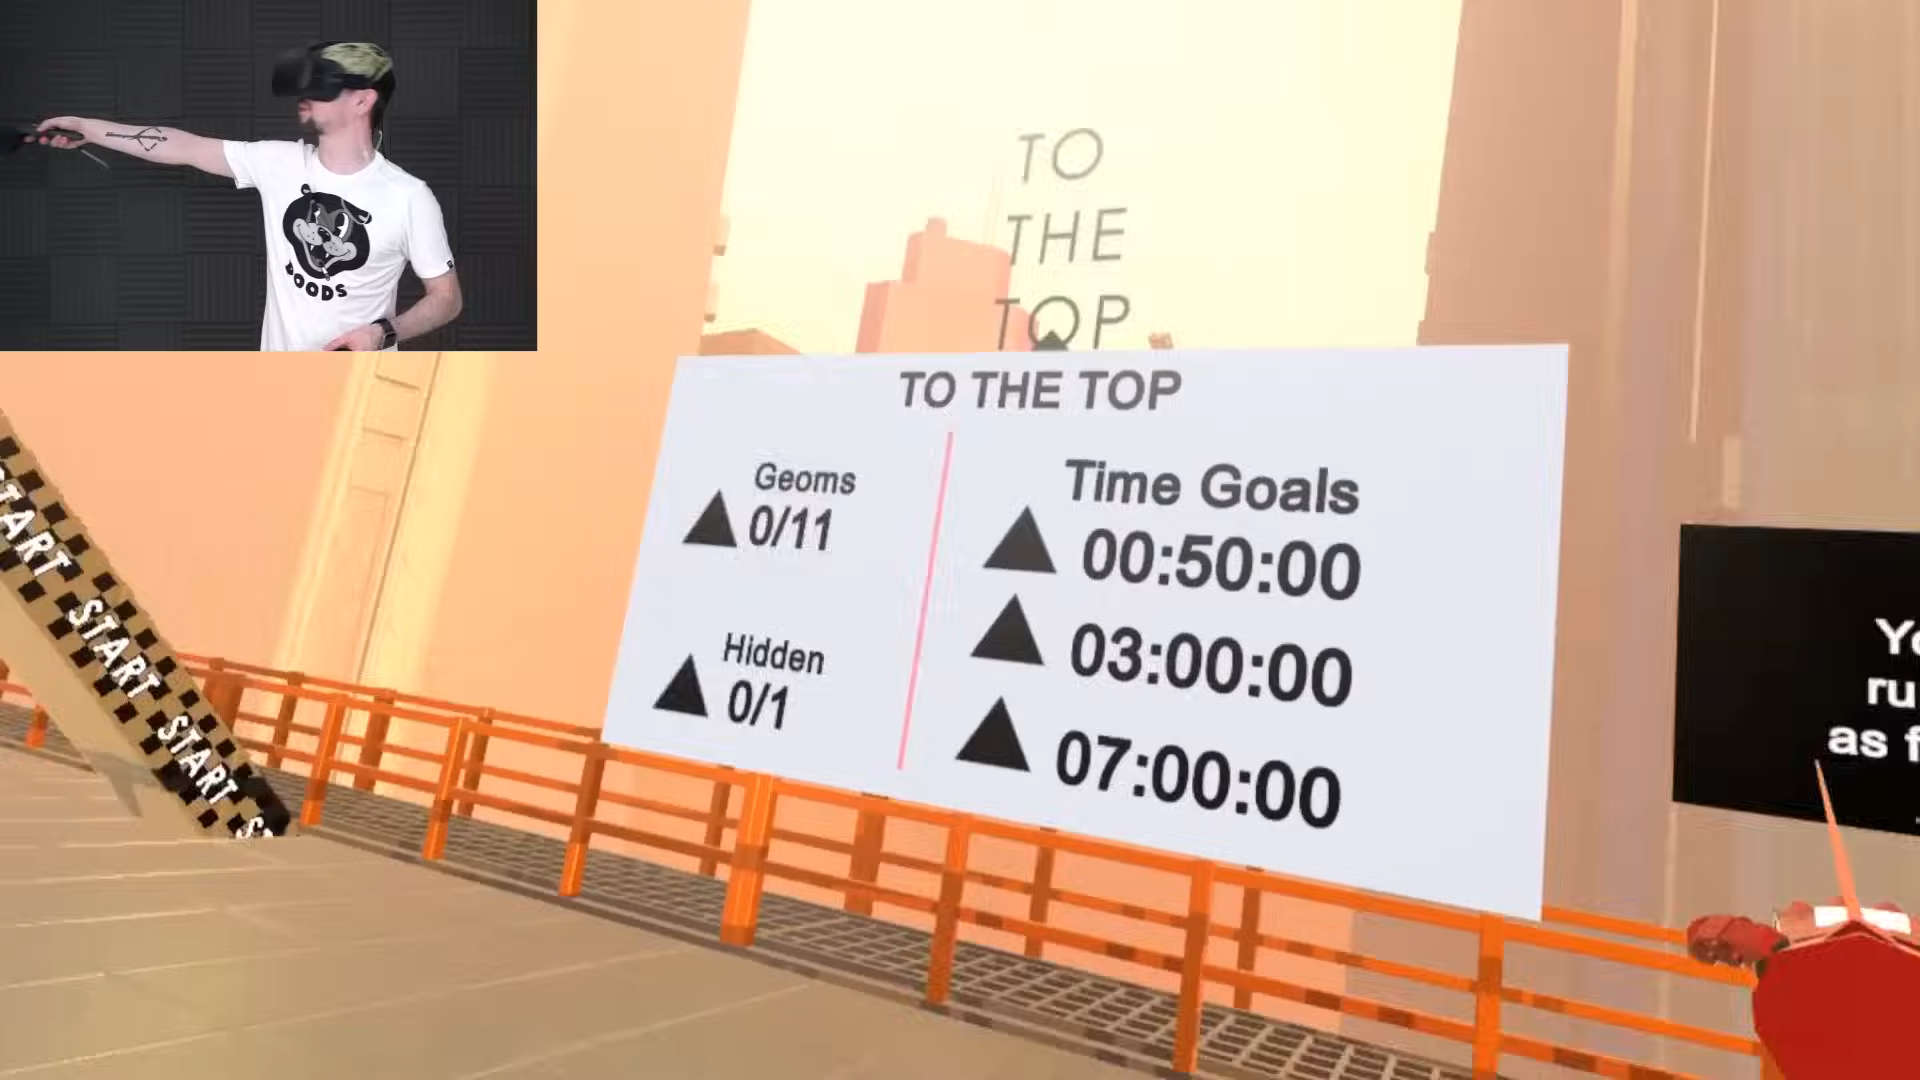 TO
THE
TOP
TO THE TOP
Geoms
0/11
Hidden
0/1
Time Goals
00:50:00
03:00:00
07:00:00
START
START
START
as